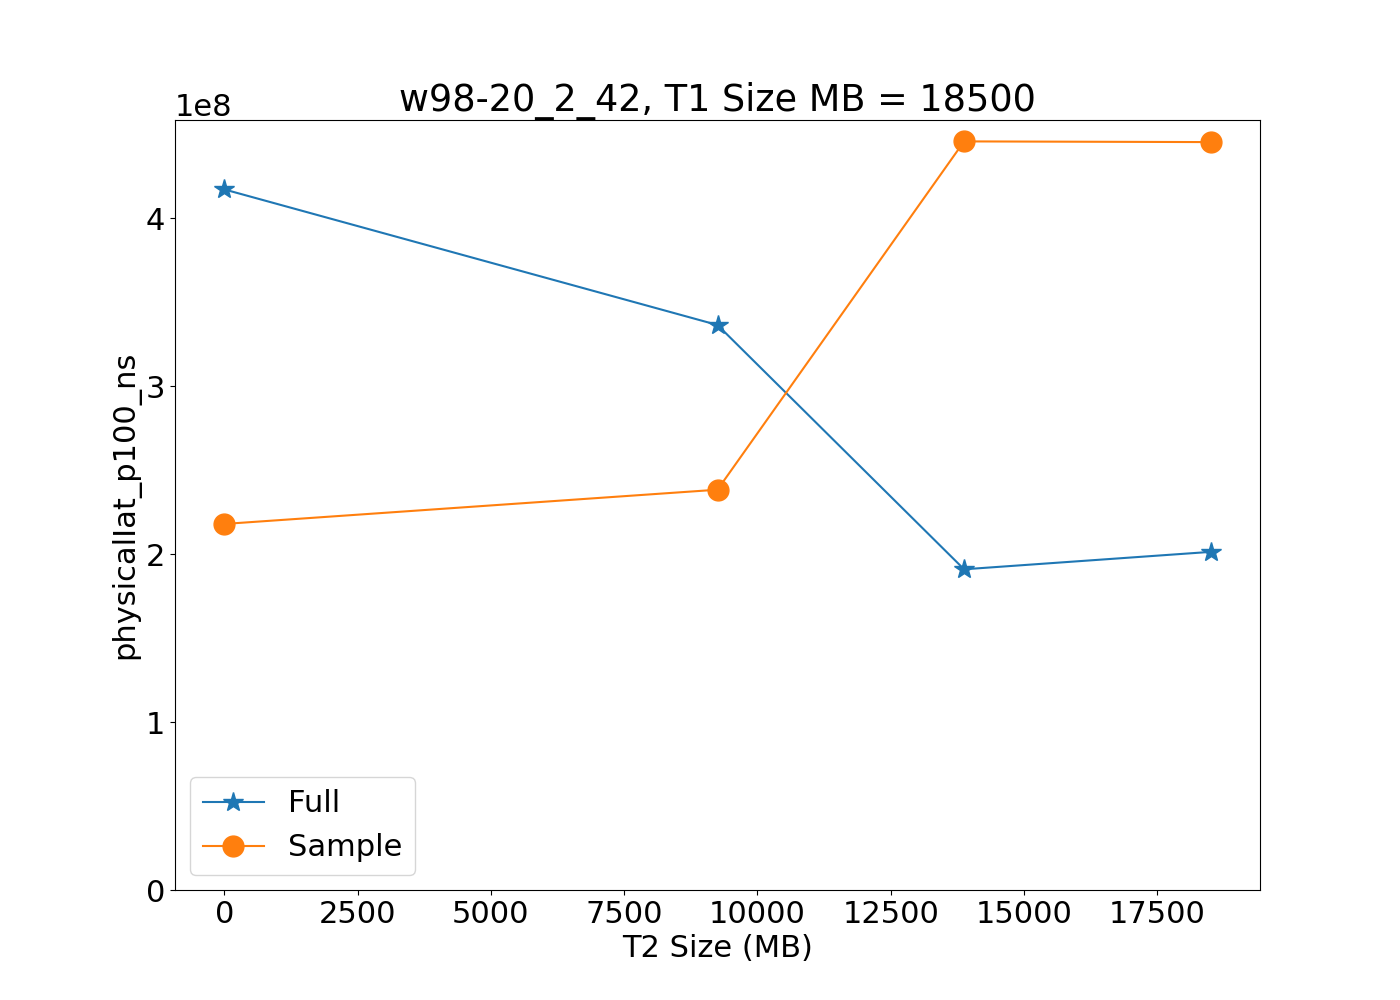 w98-20_2_42, T1 Size MB = 18500
1e8
4
3
2
1
0
physicallat_p100_ns
Full
Sample
0 2500 5000 7500 10000 12500 15000 17500
T2 Size (MB)